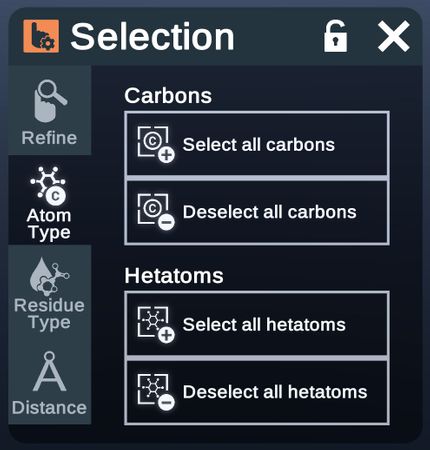 Selection
Refine
Atom
Type
Residue
Type
Distance
Carbons
C
Select all carbons
C
Deselect all carbons
Hetatoms
Select all hetatoms
Deselect all hetatoms